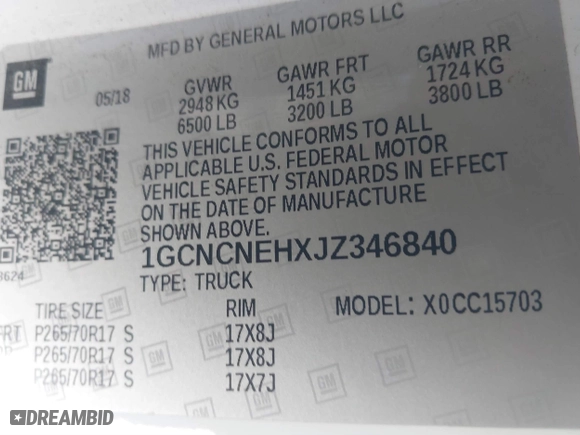 MFD BY GENERAL MOTORS LLC
GM
05/18
GVWR GAWR FRT GAWR RR
2948 KG 1451 KG 1724 KG
6500 LB 3200 LB 3800 LB
THIS VEHICLE CONFORMS TO ALL
APPLICABLE U.S. FEDERAL MOTOR
VEHICLE SAFETY STANDARDS IN EFFECT
ON THE DATE OF MANUFACTURE
SHOWN ABOVE.
1GCNCNEHXJZ346840
3624
TYPE: TRUCK
TIRE SIZE RIM MODEL: X0CC15703
FRT P265/70R17 S 17X8J
P265/70R17 S 17X8J
P265/70R17 S 17X7J
DREAMBID